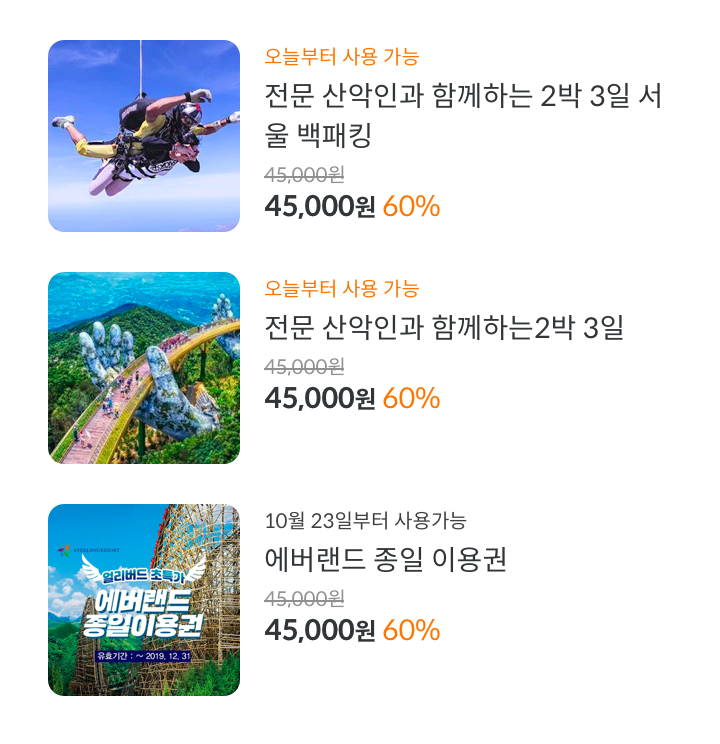 오늘부터 사용 가능
전문 산악인과 함께하는 2박 3일 서
울 백패킹
45,000원
45,000원 60%
오늘부터 사용 가능
전문 산악인과 함께하는2박 3일
45,000원
45,000원 60%
얼리버드 초특가
에버랜드
종일이용권
유효기간 : ~ 2019. 12. 31
10월 23일부터 사용가능
에버랜드 종일 이용권
45,000원
45,000원 60%